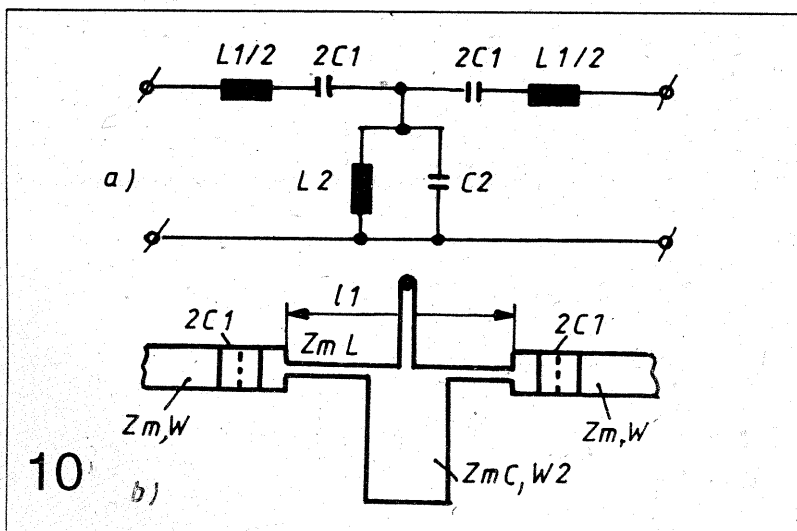 L1/2 2C1 2C1 L1/2
a)
L2 C2
l1
2C1 ZmL 2C1
Zm,W Zm,W
ZmC,W2
10 b)